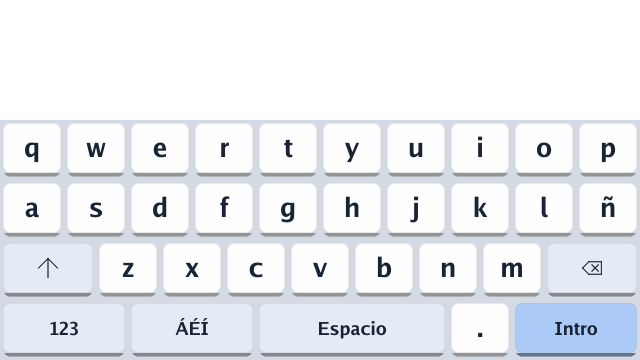 q w e r t y u i o p
a s d f g h j k l ñ
z x c v b n m
123 ÁÉÍ Espacio . Intro